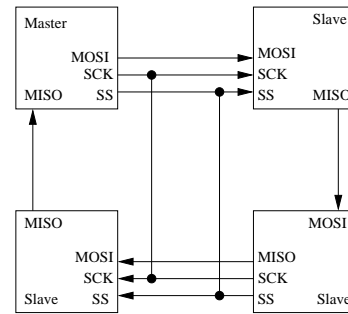 Master
MOSI
SCK
MISO SS
Slave
MOSI
SCK
SS MISO
MISO
MOSI
SCK
Slave SS
MOSI
MISO
SCK
SS Slave